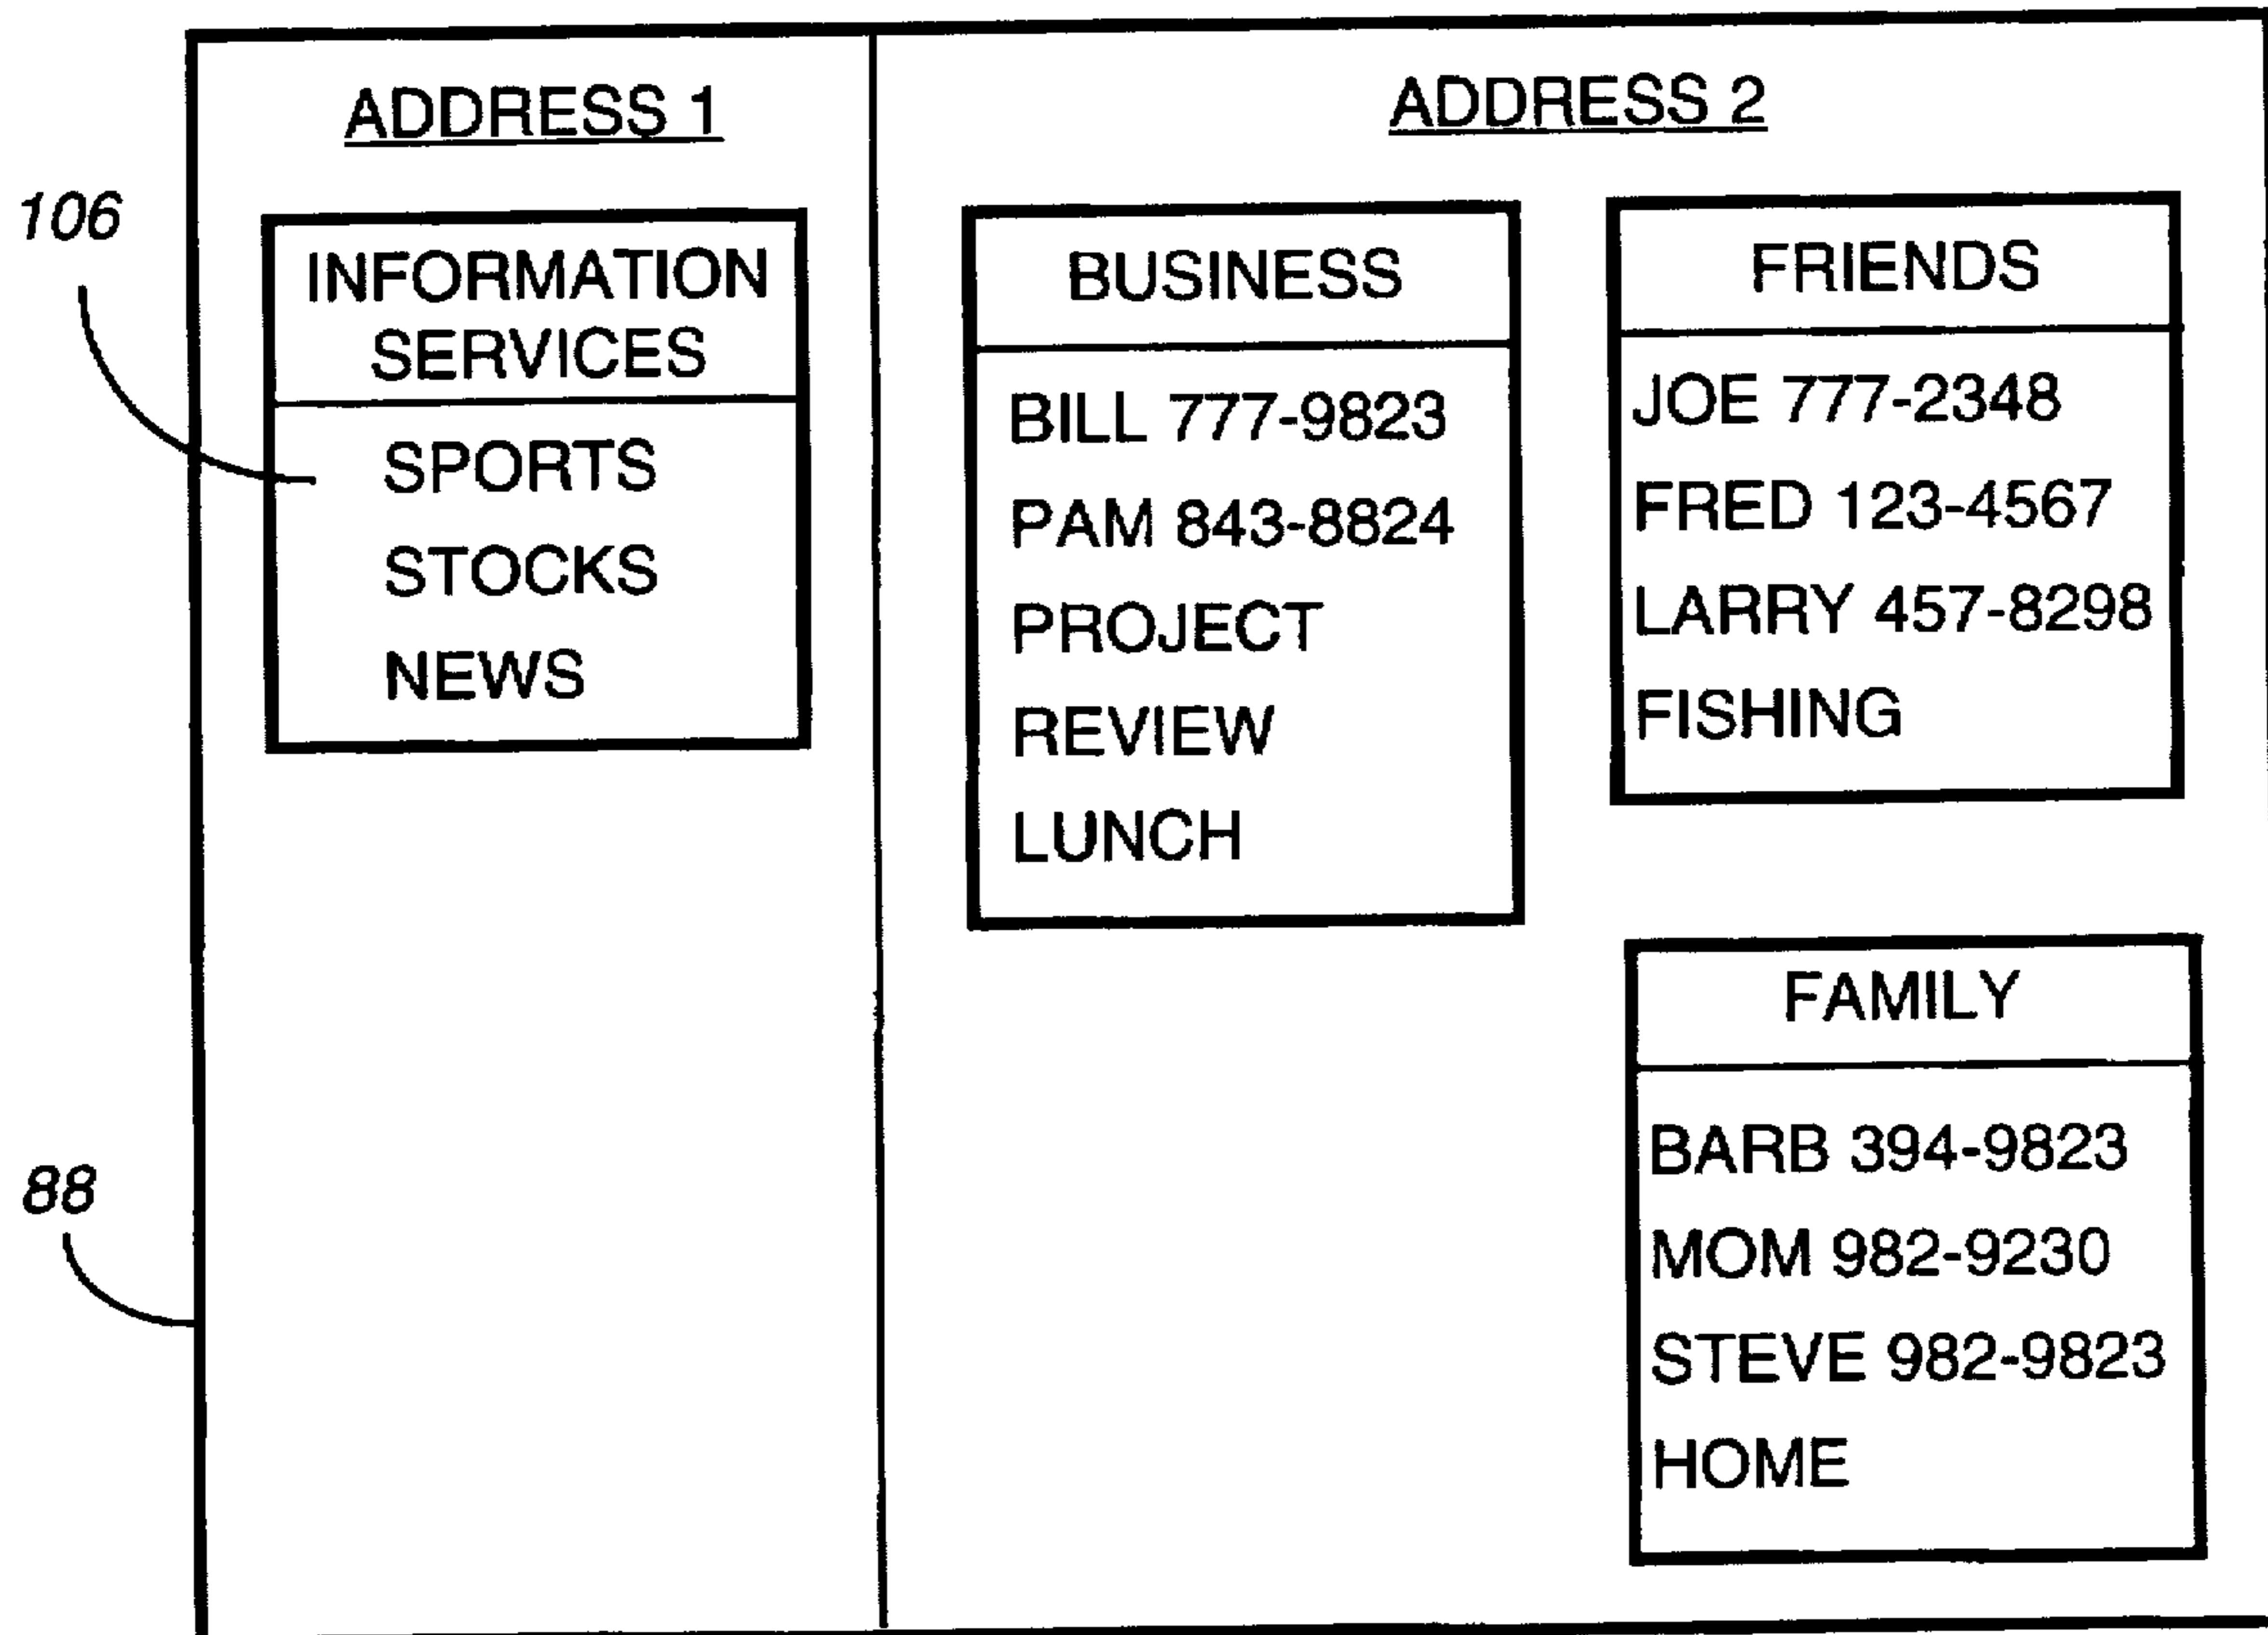 ADDRESS 1
106
INFORMATION
SERVICES
SPORTS
STOCKS
NEWS
88
ADDRESS 2
BUSINESS
BILL 777-9823
PAM 843-8824
PROJECT
REVIEW
LUNCH
FRIENDS
JOE 777-2348
FRED 123-4567
LARRY 457-8298
FISHING
FAMILY
BARB 394-9823
MOM 982-9230
STEVE 982-9823
HOME